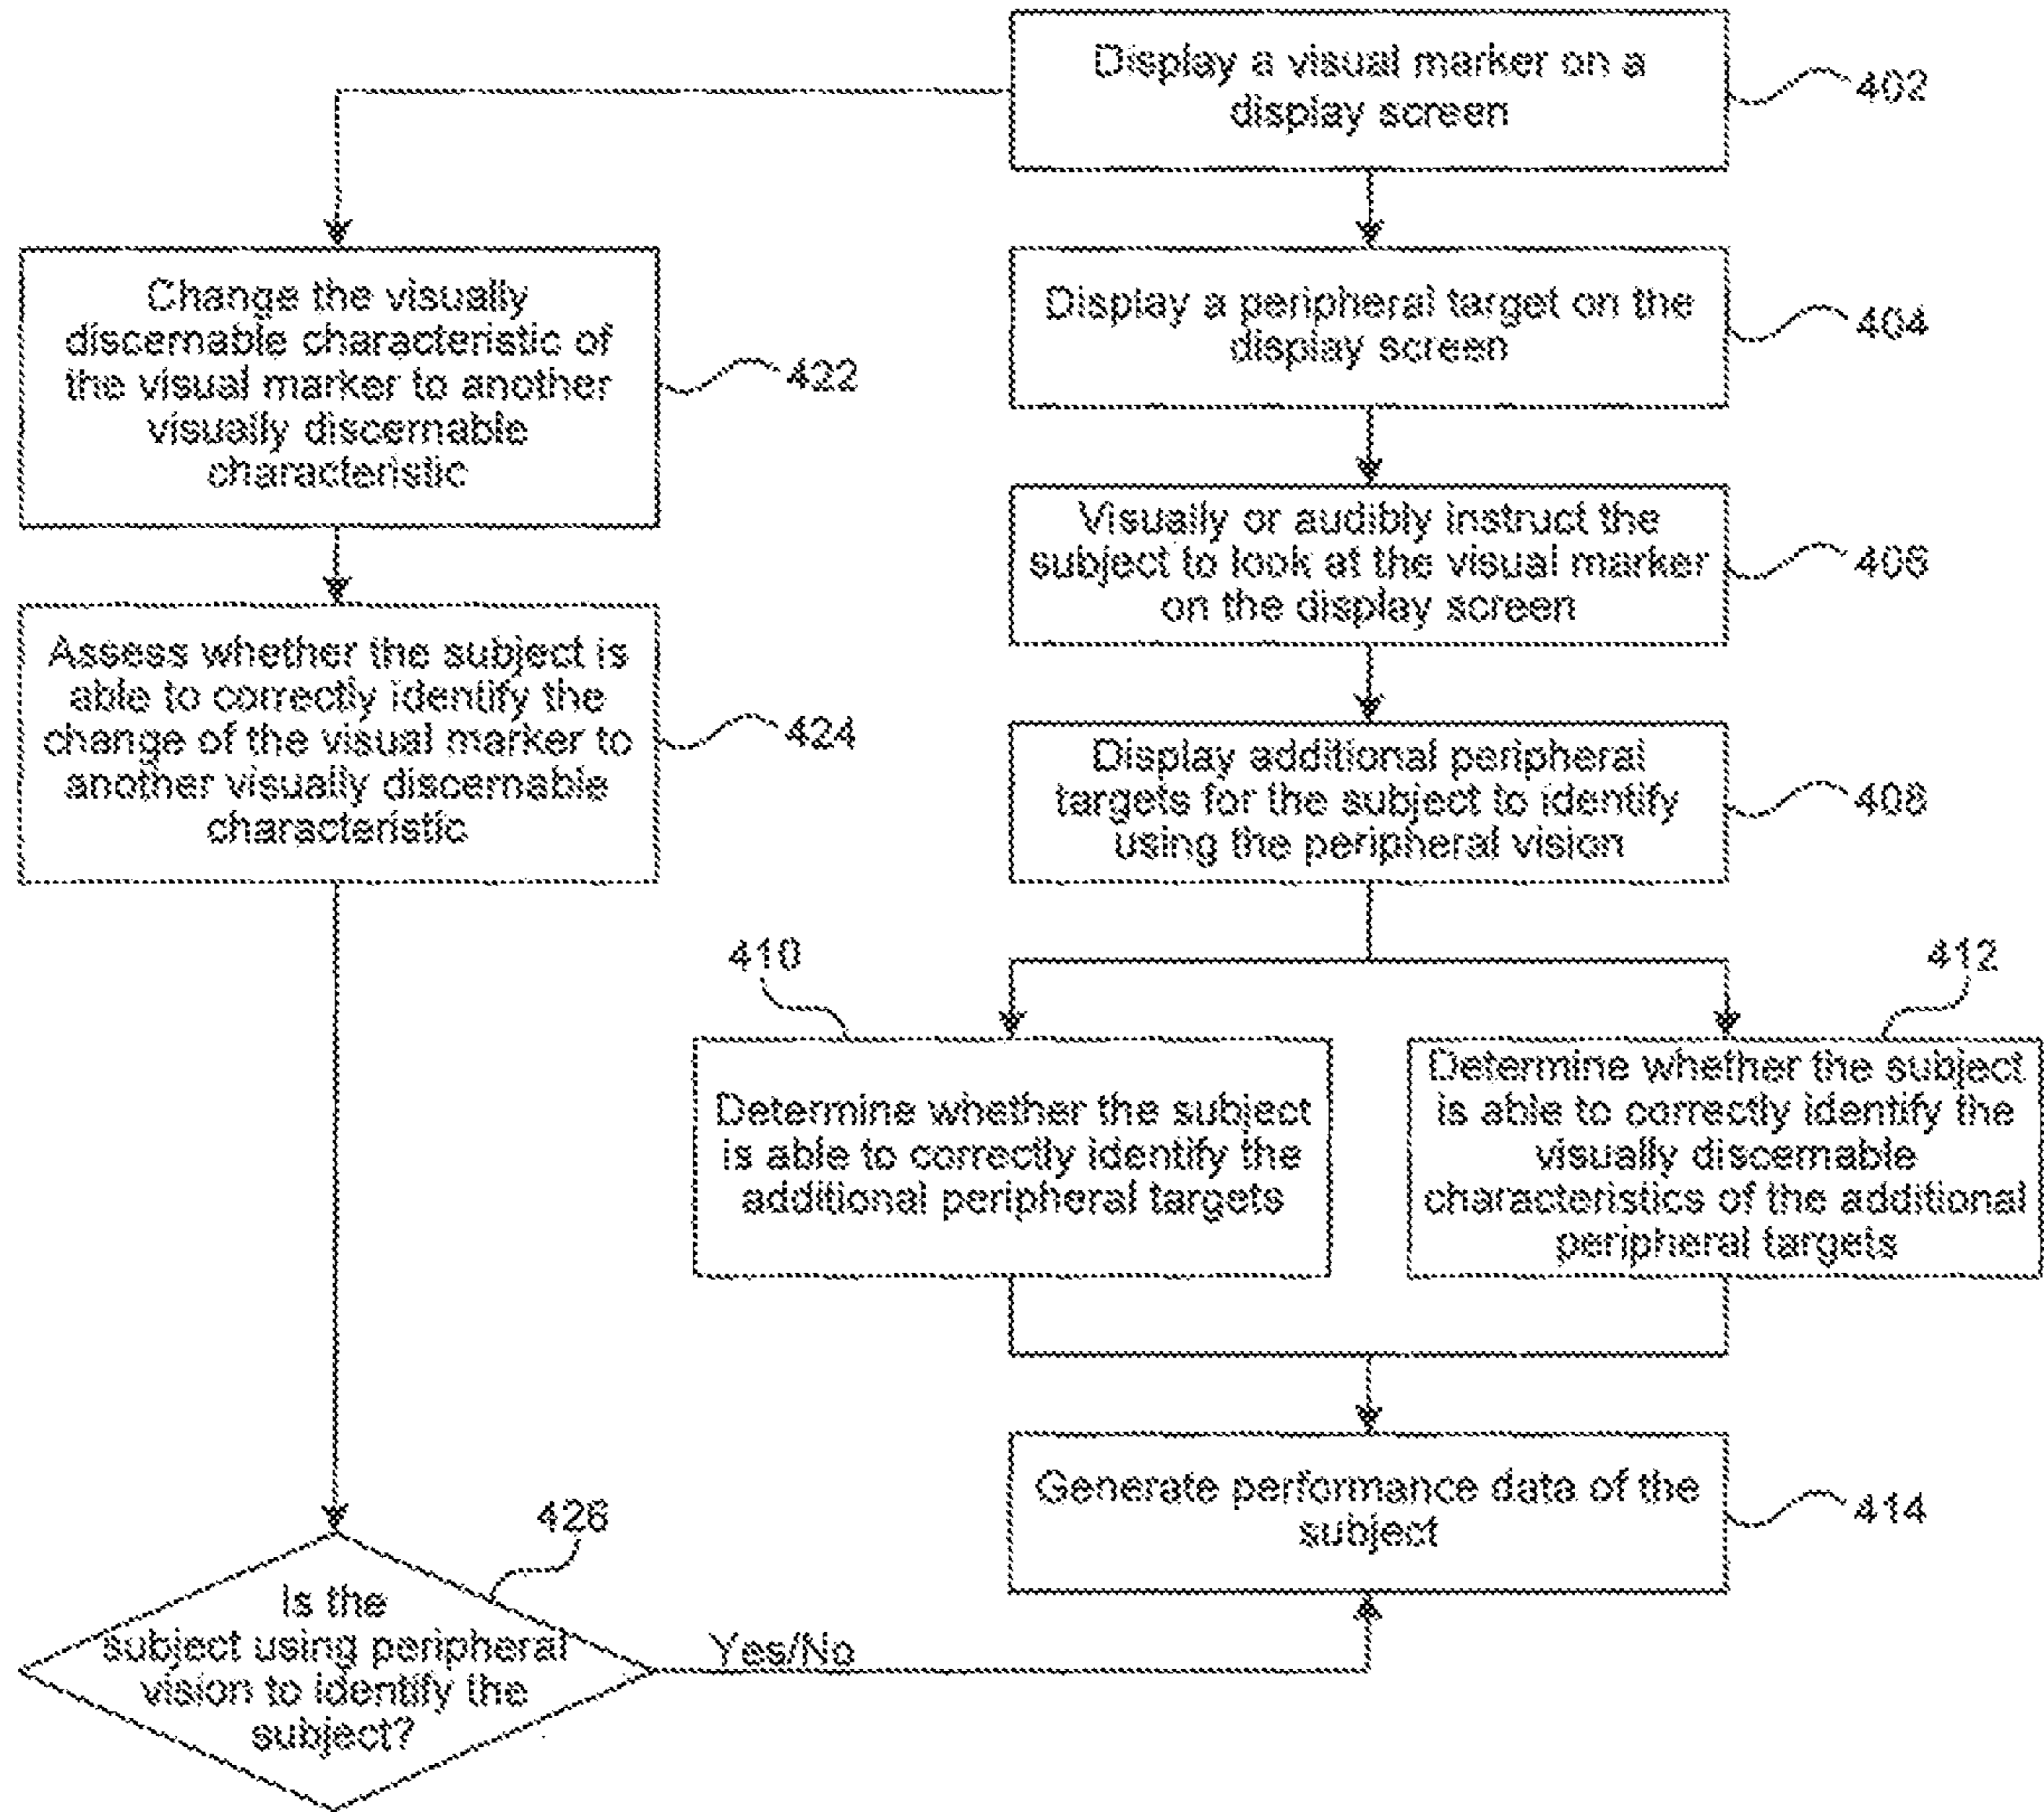 Display a visual marker on a
display screen
402
Change the visually
discernable characteristic of
the visual marker to another
visually discernable
characteristic
422
Display a peripheral target on the
display screen
404
Visually or audibly instruct the
subject to look at the visual marker
on the display screen
406
Assess whether the subject is
able to correctly identify the
change of the visual marker to
another visually discernable
characteristic
424
Display additional peripheral
targets for the subject to identify
using the peripheral vision
408
410
Determine whether the subject
is able to correctly identify the
additional peripheral targets
412
Determine whether the subject
is able to correctly identify the
visually discernable
characteristics of the additional
peripheral targets
Generate performance data of the
subject
414
Is the
subject using peripheral
vision to identify the
subject?
Yes/No